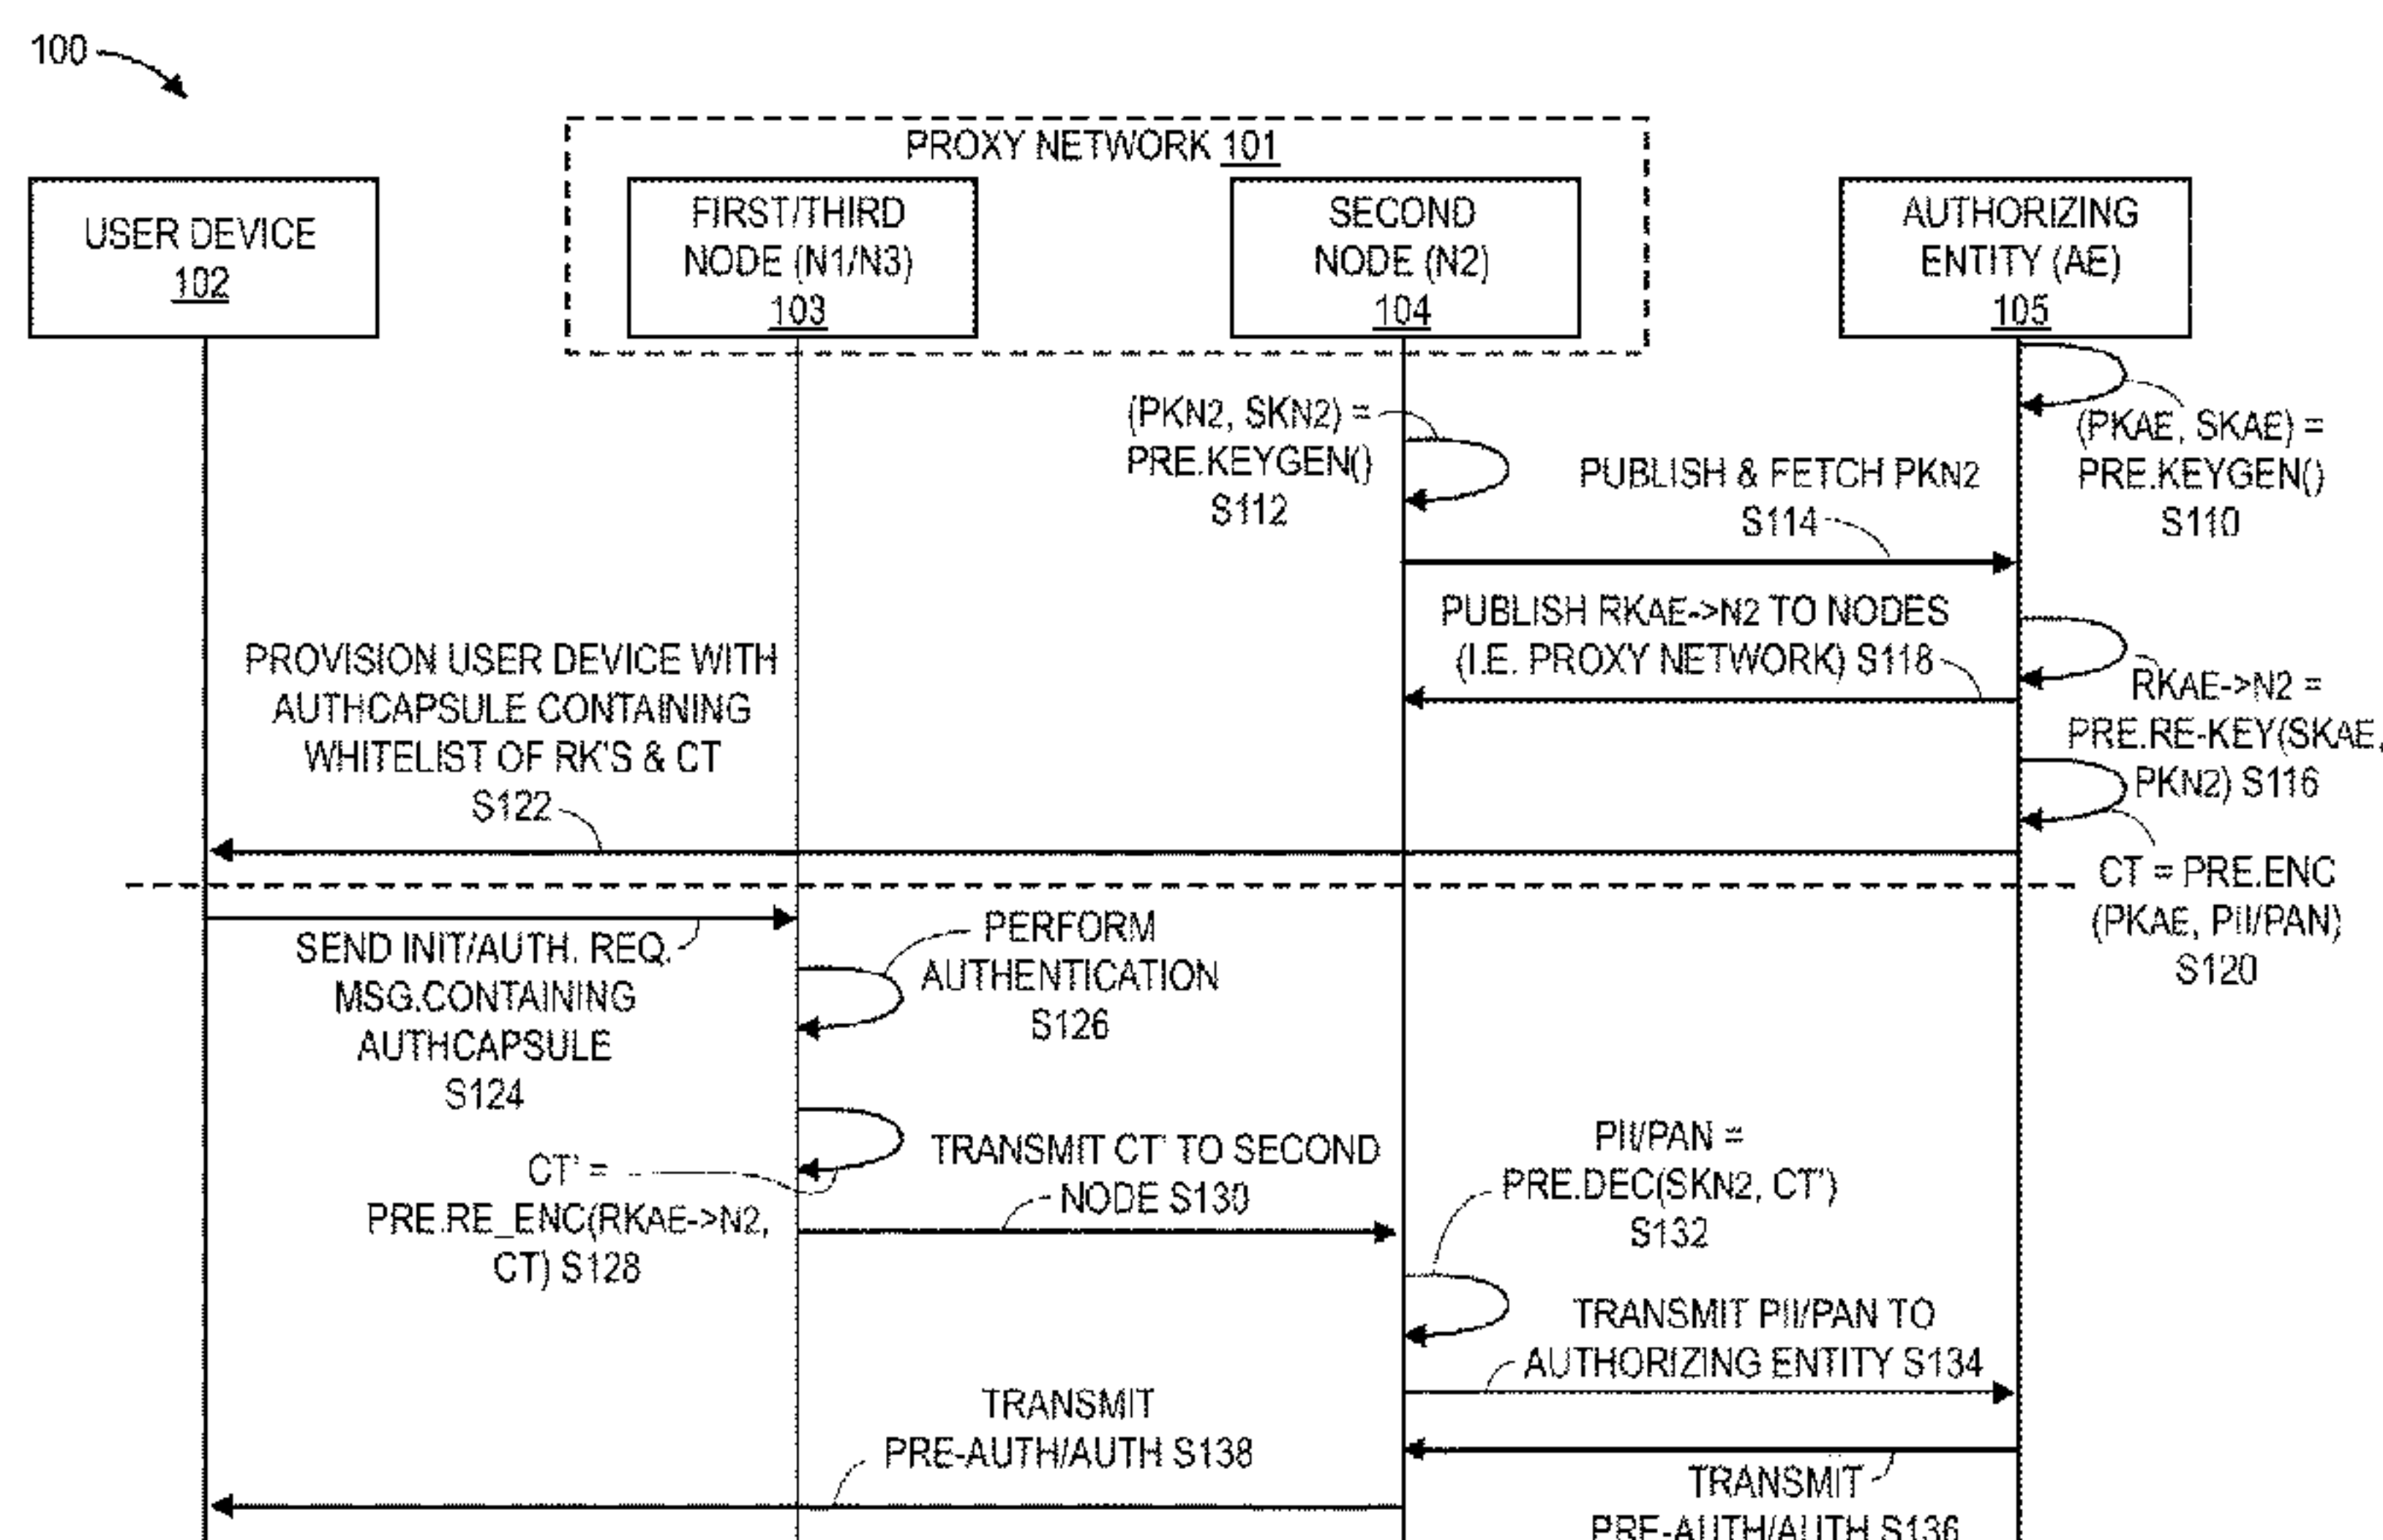 100
PROXY NETWORK 101
USER DEVICE
102
FIRST/THIRD
NODE (N1/N3)
103
SECOND
NODE (N2)
104
AUTHORIZING
ENTITY (AE)
105
(PKAE, SKAE) =
PRE.KEYGEN()
S110
(PKN2, SKN2) =
PRE.KEYGEN()
S112
PUBLISH & FETCH PKN2
S114
RKAE->N2 =
PRE.RE-KEY(SKAE,
PKN2) S116
PUBLISH RKAE->N2 TO NODES
(I.E. PROXY NETWORK) S118
CT = PRE.ENC
(PKAE, PII/PAN)
S120
PROVISION USER DEVICE WITH
AUTHCAPSULE CONTAINING
WHITELIST OF RK'S & CT
S122
SEND INIT/AUTH. REQ.
MSG.CONTAINING
AUTHCAPSULE
S124
PERFORM
AUTHENTICATION
S126
CT' =
PRE.RE_ENC(RKAE->N2,
CT) S128
TRANSMIT CT' TO SECOND
NODE S130
PII/PAN =
PRE.DEC(SKN2, CT')
S132
TRANSMIT PII/PAN TO
AUTHORIZING ENTITY S134
TRANSMIT
PRE-AUTH/AUTH S136
TRANSMIT
PRE-AUTH/AUTH S138